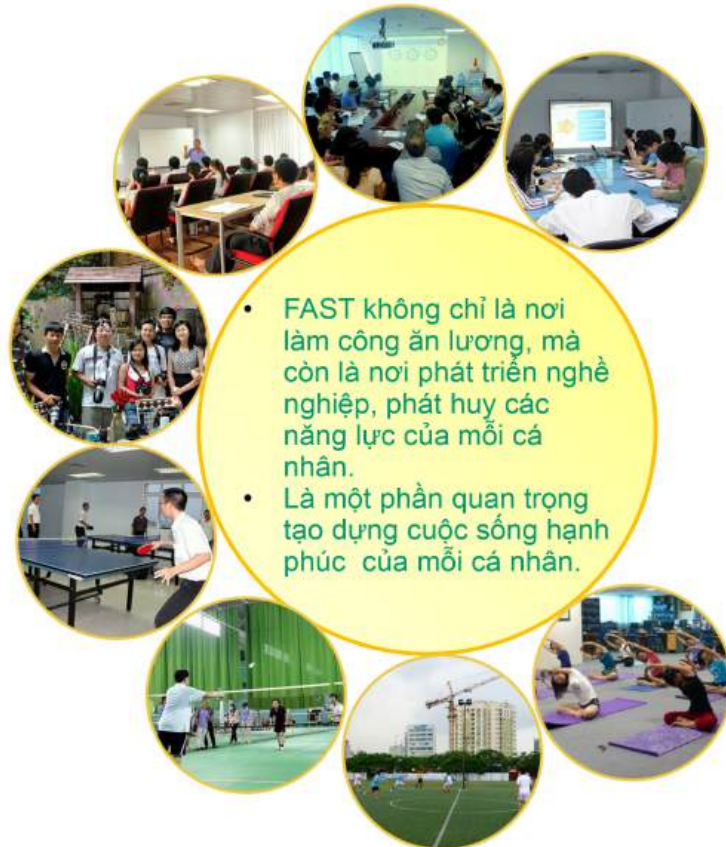 • FAST không chỉ là nơi
làm công ăn lương, mà
còn là nơi phát triển nghề
nghiệp, phát huy các
năng lực của mỗi cá
nhân.
• Là một phần quan trọng
tạo dựng cuộc sống hạnh
phúc của mỗi cá nhân.